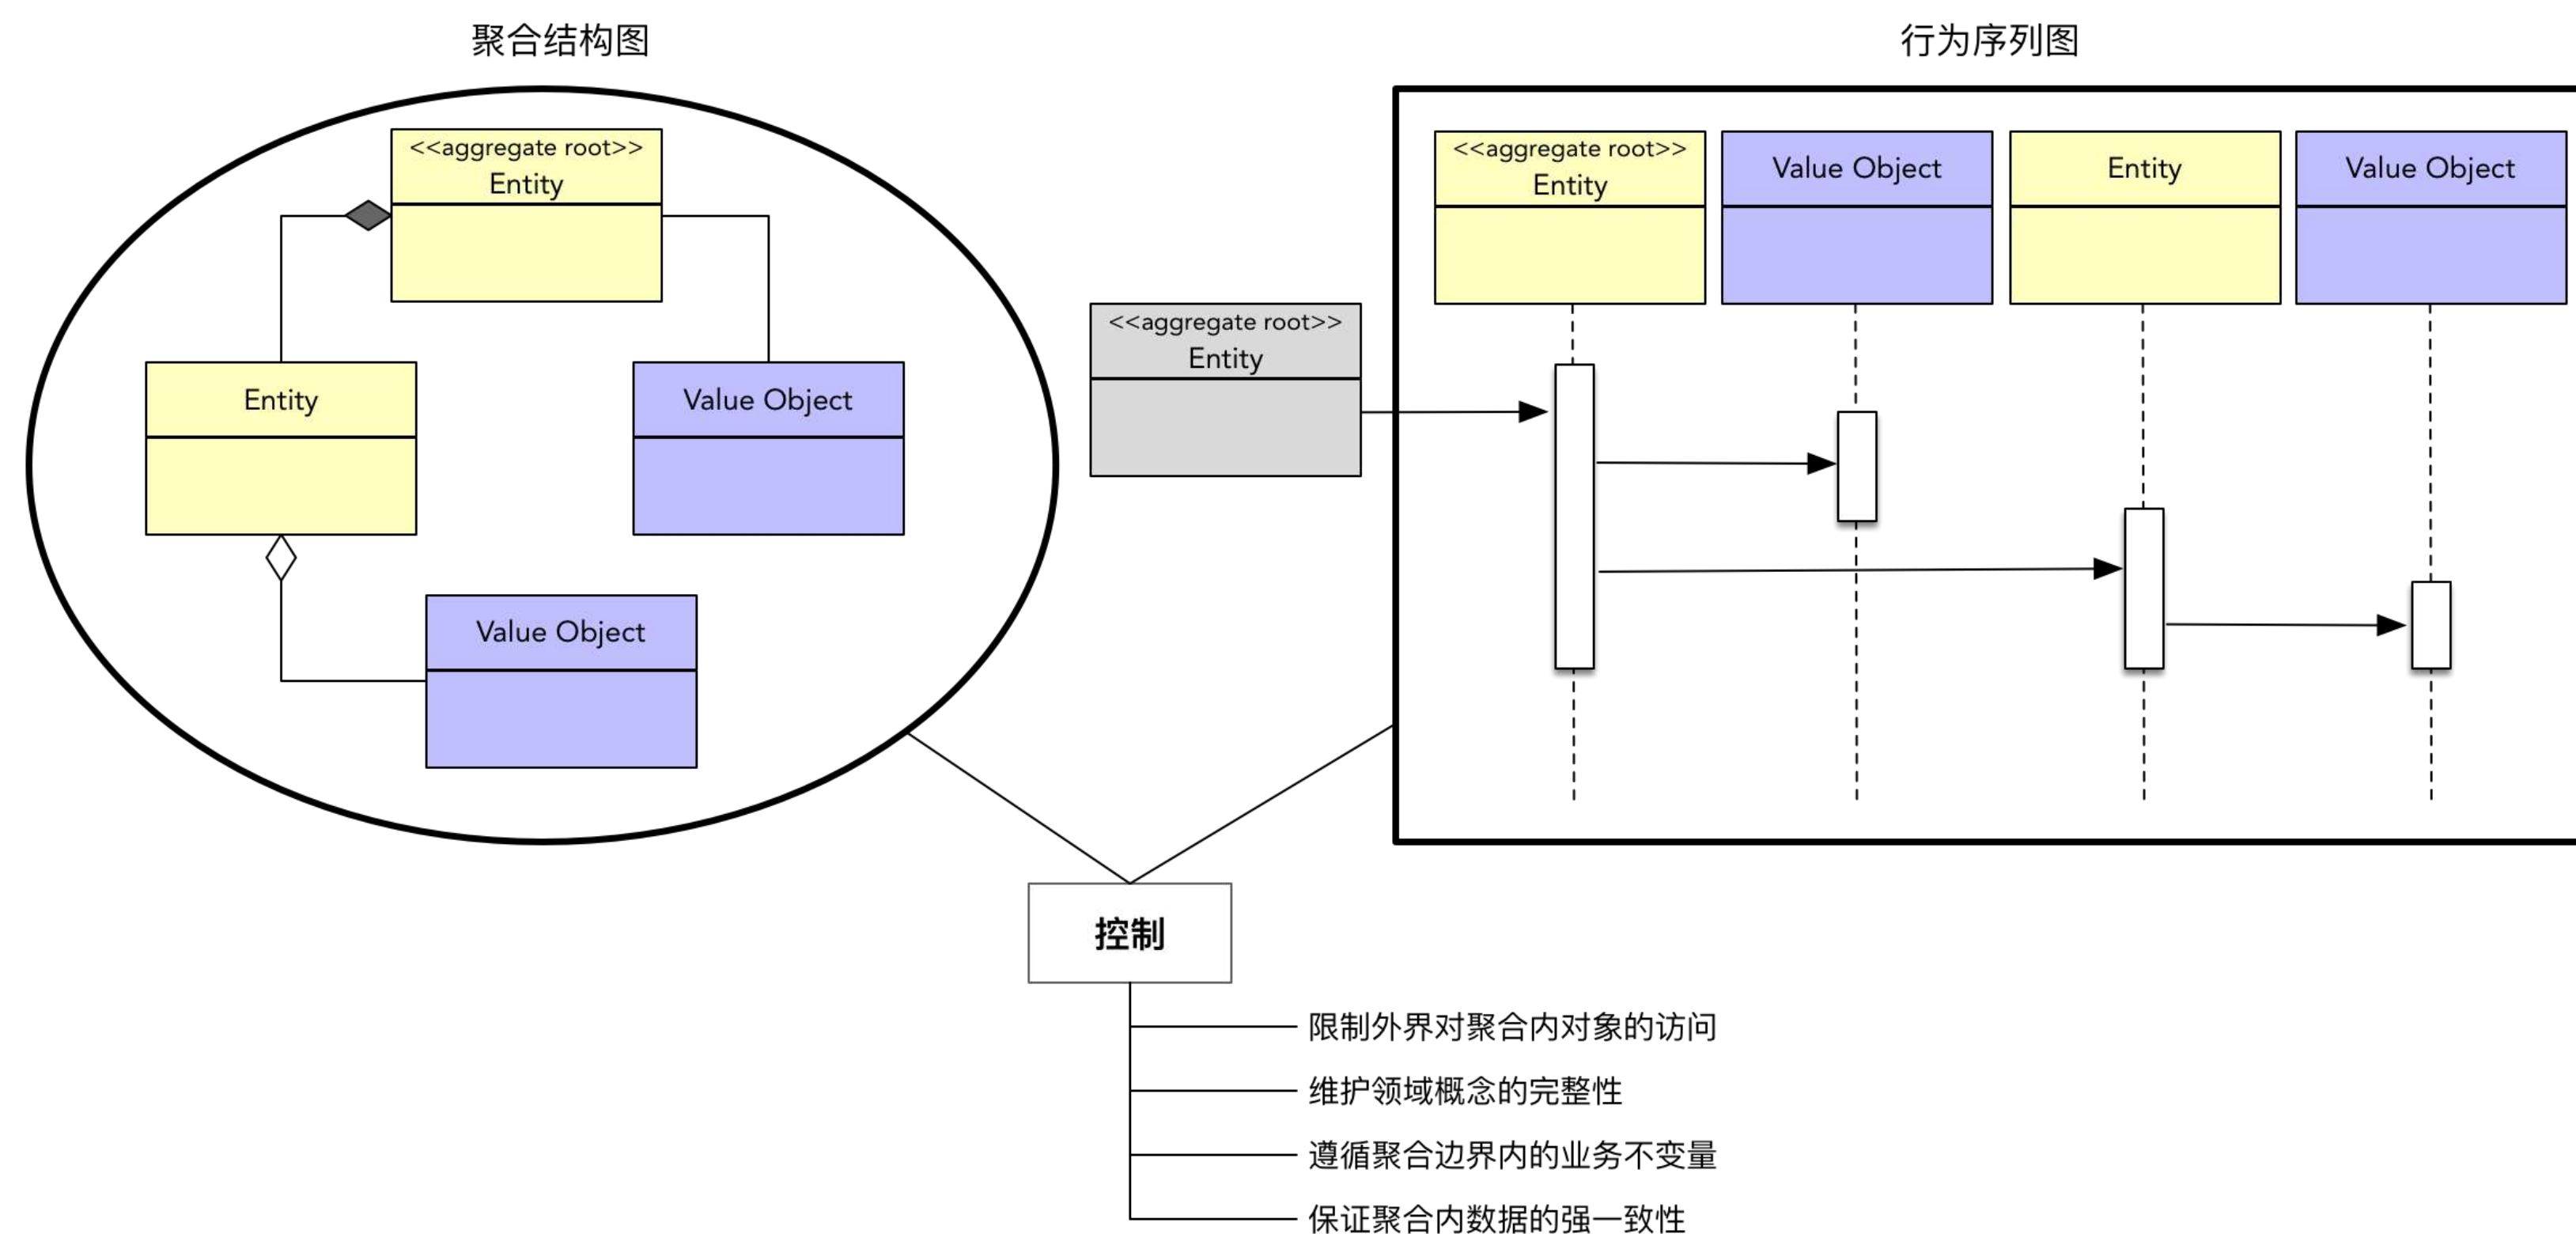 聚合结构图
<<aggregate root>>
Entity
Entity
Value Object
Value Object
<<aggregate root>>
Entity
行为序列图
<<aggregate root>>
Entity
Value Object
Entity
Value Object
控制
限制外界对聚合内对象的访问
维护领域概念的完整性
遵循聚合边界内的业务不变量
保证聚合内数据的强一致性